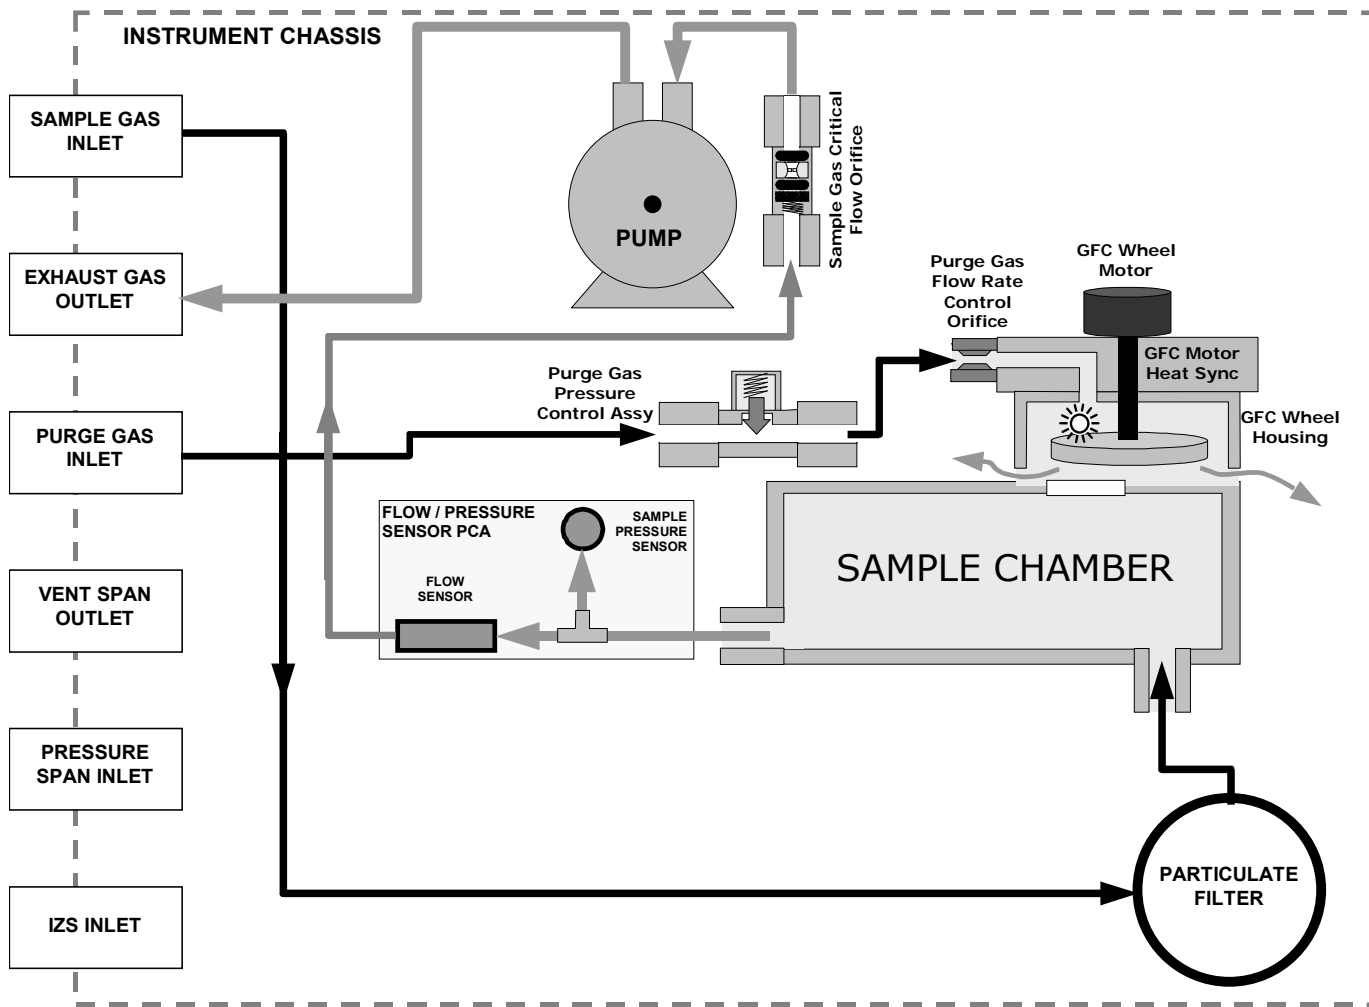 INSTRUMENT CHASSIS
SAMPLE GAS
INLET
EXHAUST GAS
OUTLET
PURGE GAS
INLET
VENT SPAN
OUTLET
PRESSURE
SPAN INLET
IZS INLET
PUMP
Sample Gas Critical
Flow Orifice
Purge Gas
Pressure
Control Assy
Purge Gas
Flow Rate
Control
Orifice
GFC Wheel
Motor
GFC Motor
Heat Sync
GFC Wheel
Housing
FLOW / PRESSURE
SENSOR PCA
SAMPLE
PRESSURE
SENSOR
FLOW
SENSOR
SAMPLE CHAMBER
PARTICULATE
FILTER